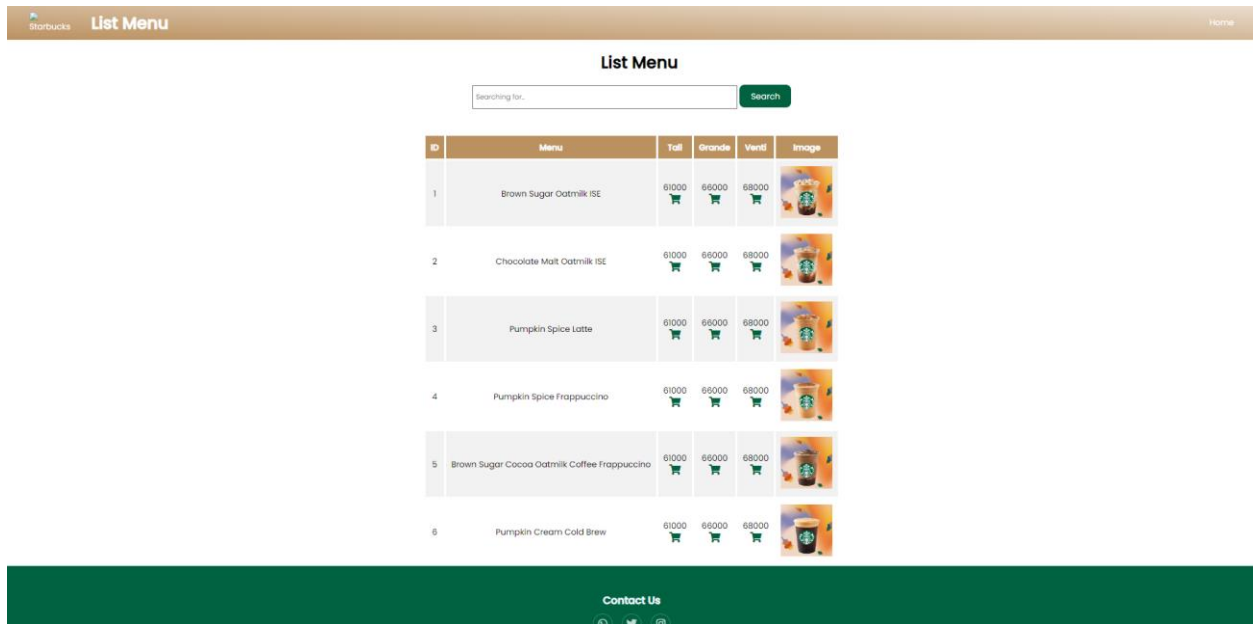 Starbucks List Menu Home
List Menu
Searching for.. Search
ID Menu Tall Grande Venti Image
1 Brown Sugar Oatmilk ISE 61000 66000 68000
2 Chocolate Malt Oatmilk ISE 61000 66000 68000
3 Pumpkin Spice Latte 61000 66000 68000
4 Pumpkin Spice Frappuccino 61000 66000 68000
5 Brown Sugar Cocoa Oatmilk Coffee Frappuccino 61000 66000 68000
6 Pumpkin Cream Cold Brew 61000 66000 68000
Contact Us